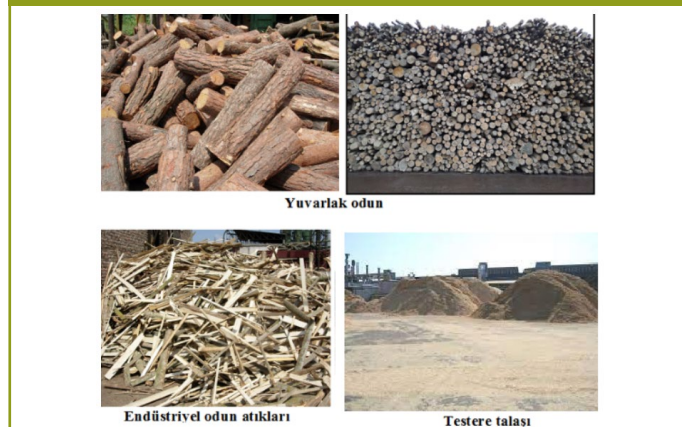 Yuvarlak odun
Endüstriyel odun atıkları
Testere talaşı